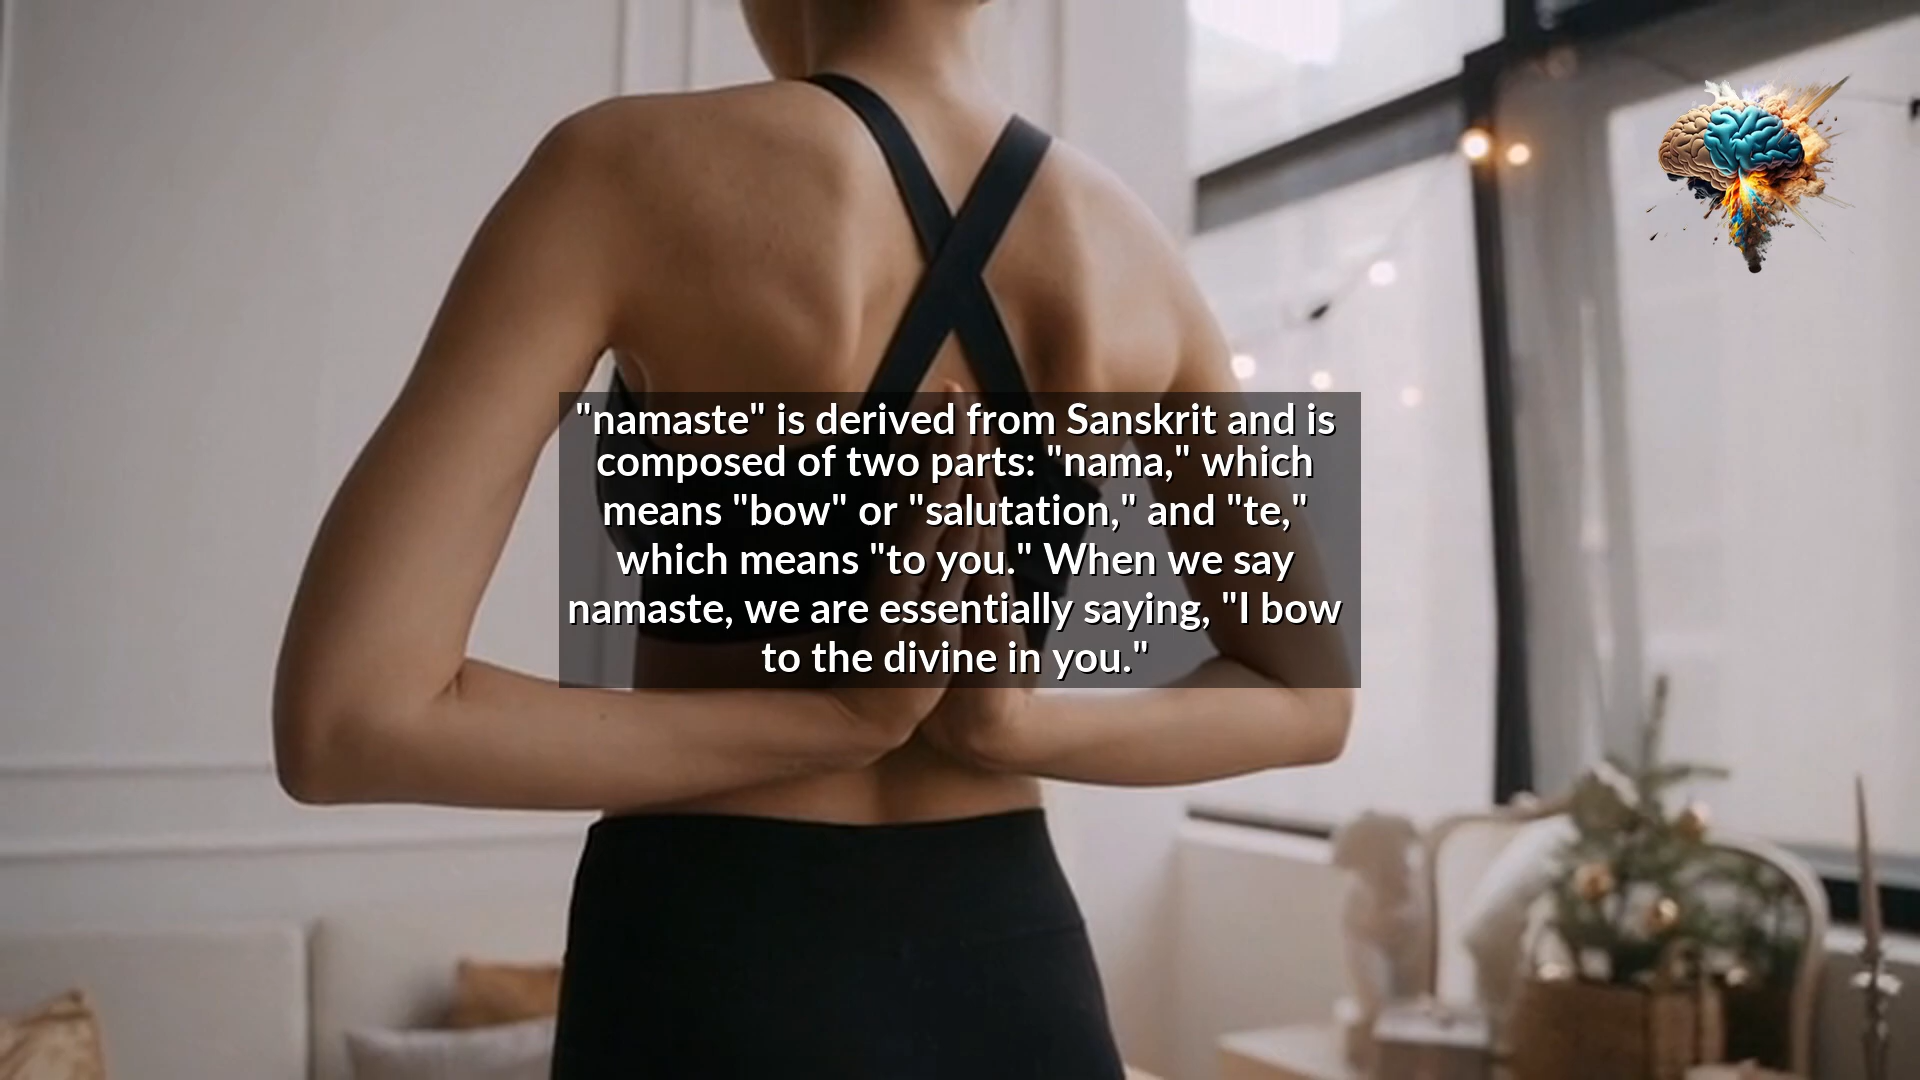 "namaste" is derived from Sanskrit and is
composed of two parts: "nama," which
means "bow" or "salutation," and "te,"
which means "to you." When we say
namaste, we are essentially saying, "I bow
to the divine in you."